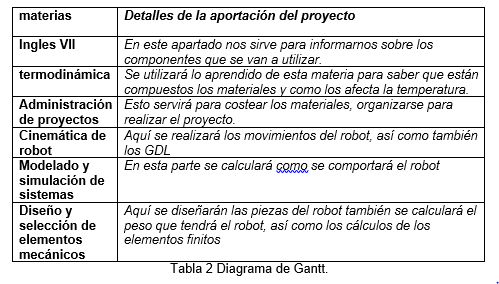 materias Detalles de la aportación del proyecto
Ingles VII En este apartado nos sirve para informarnos sobre los
componentes que se van a utilizar.
termodinámica Se utilizará lo aprendido de esta materia para saber que están
compuestos los materiales y como los afecta la temperatura.
Administración Esto servirá para costear los materiales, organizarse para
de proyectos realizar el proyecto.
Cinemática de Aquí se realizará los movimientos del robot, así como también
robot los GDL
Modelado y En esta parte se calculará como se comportará el robot
simulación de
sistemas
Diseño y Aquí se diseñarán las piezas del robot también se calculará el
selección de peso que tendrá el robot, así como los cálculos de los
elementos elementos finitos
mecánicos
Tabla 2 Diagrama de Gantt.